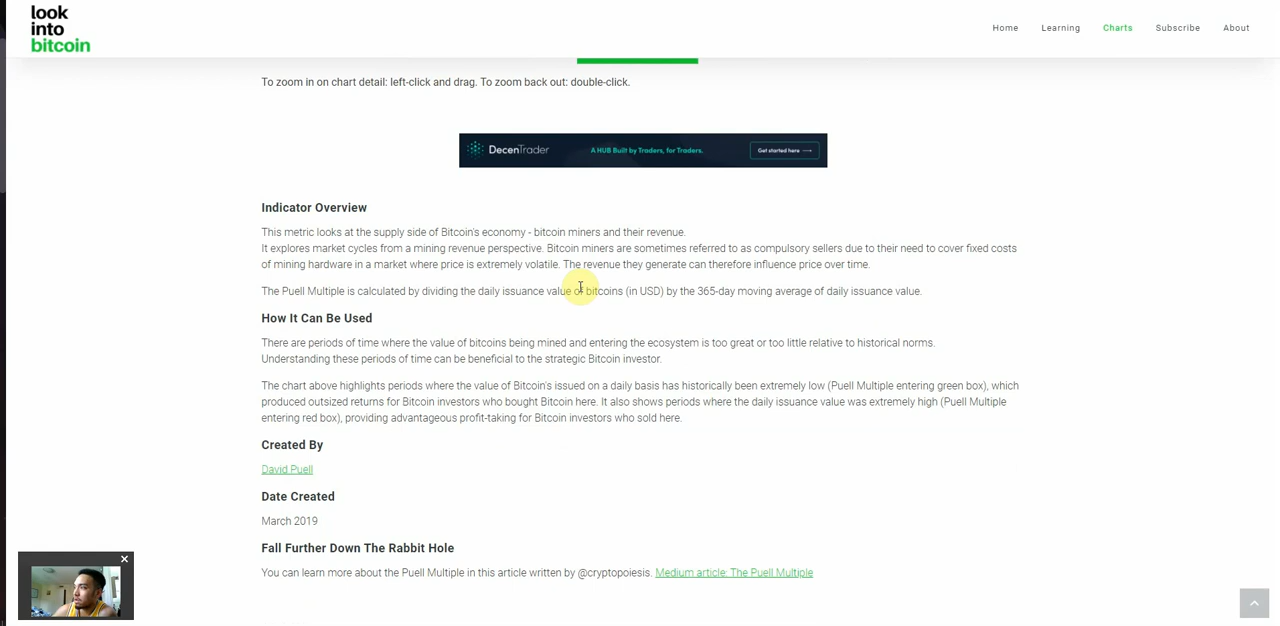 look
into
bitcoin
Home Learning Charts Subscribe About
To zoom in on chart detail: left-click and drag. To zoom back out: double-click.
DecenTrader A HUB Built by Traders, for Traders. Get started here
Indicator Overview
This metric looks at the supply side of Bitcoin's economy - bitcoin miners and their revenue.
It explores market cycles from a mining revenue perspective. Bitcoin miners are sometimes referred to as compulsory sellers due to their need to cover fixed costs
of mining hardware in a market where price is extremely volatile. The revenue they generate can therefore influence price over time.
The Puell Multiple is calculated by dividing the daily issuance value of bitcoins (in USD) by the 365-day moving average of daily issuance value.
How It Can Be Used
There are periods of time where the value of bitcoins being mined and entering the ecosystem is too great or too little relative to historical norms.
Understanding these periods of time can be beneficial to the strategic Bitcoin investor.
The chart above highlights periods where the value of Bitcoin's issued on a daily basis has historically been extremely low (Puell Multiple entering green box), which
produced outsized returns for Bitcoin investors who bought Bitcoin here. It also shows periods where the daily issuance value was extremely high (Puell Multiple
entering red box), providing advantageous profit-taking for Bitcoin investors who sold here.
Created By
David Puell
Date Created
March 2019
Fall Further Down The Rabbit Hole
You can learn more about the Puell Multiple in this article written by @cryptopoiesis. Medium article: The Puell Multiple